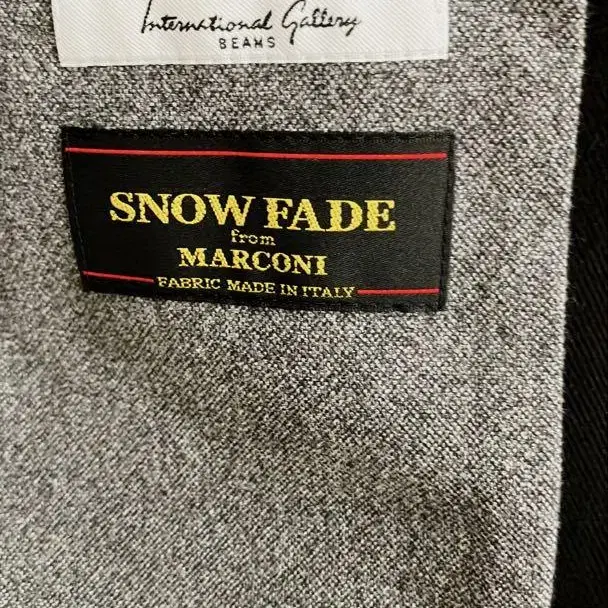 International Gallery
BEAMS
SNOW FADE
from
MARCONI
FABRIC MADE IN ITALY